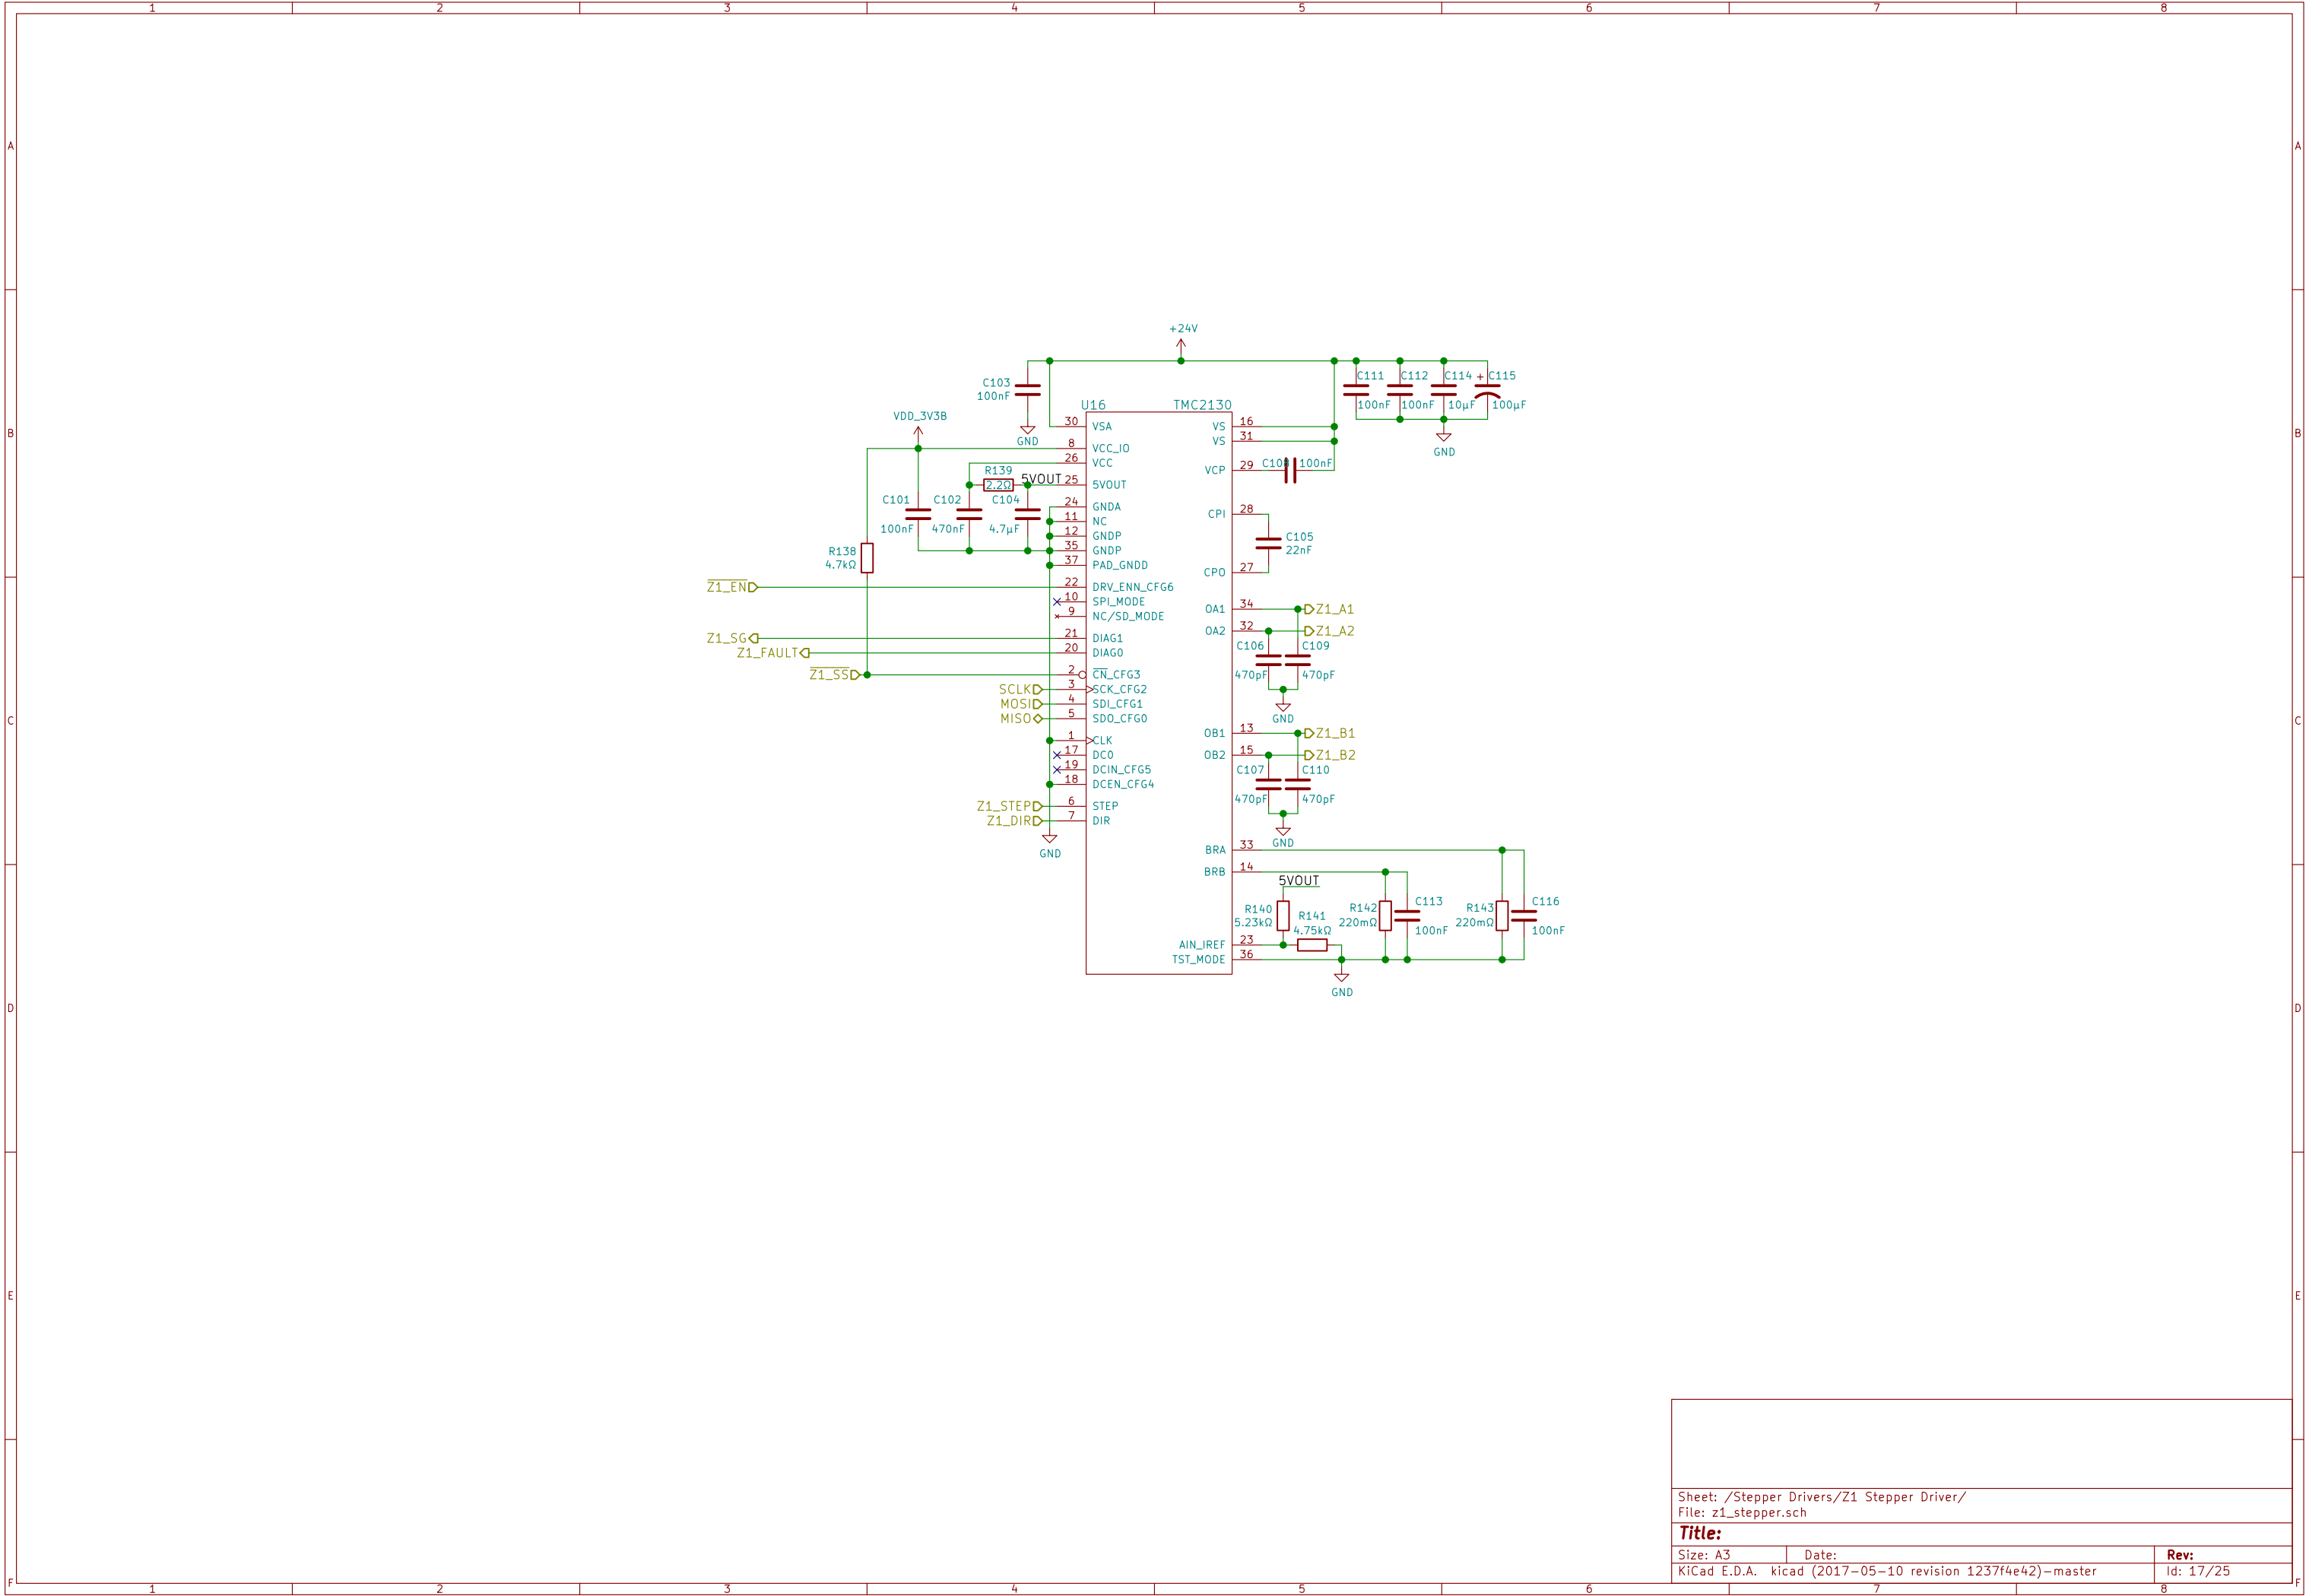 1 2 3 4 5 6 7 8
A A
+24V
C103
100nF
C111
100nF
C112
100nF
C114
10µF
+ C115
100µF
GND
GND
VDD_3V3B
U16 TMC2130
B B
30 VSA
8 VCC_IO
26 VCC
25 5VOUT
24 GNDA
11 NC
12 GNDP
35 GNDP
37 PAD_GNDD
22 DRV_ENN_CFG6
10 SPI_MODE
9 NC/SD_MODE
21 DIAG1
20 DIAG0
2 CN_CFG3
3 SCK_CFG2
4 SDI_CFG1
5 SDO_CFG0
1 CLK
17 DC0
19 DCIN_CFG5
18 DCEN_CFG4
6 STEP
7 DIR
VS 16
VS 31
VCP 29
CPI 28
CPO 27
OA1 34
OA2 32
OB1 13
OB2 15
BRA 33
BRB 14
AIN_IREF 23
TST_MODE 36
R139
2.2Ω
5VOUT
C101
100nF
C102
470nF
C104
4.7µF
R138
4.7kΩ
Z1_EN
Z1_SG
Z1_FAULT
Z1_SS
SCLK
MOSI
MISO
Z1_STEP
Z1_DIR
GND
100nF
C105
22nF
Z1_A1
Z1_A2
C106
470pF
C109
470pF
GND
C C
Z1_B1
Z1_B2
C107
470pF
C110
470pF
GND
5VOUT
R140
5.23kΩ
R141
4.75kΩ
R142
220mΩ
C113
100nF
R143
220mΩ
C116
100nF
GND
D D
E E
Sheet: /Stepper Drivers/Z1 Stepper Driver/
File: z1_stepper.sch
Title:
Size: A3 Date: Rev:
KiCad E.D.A. kicad (2017-05-10 revision 1237f4e42)-master Id: 17/25
F F
1 2 3 4 5 6 7 8